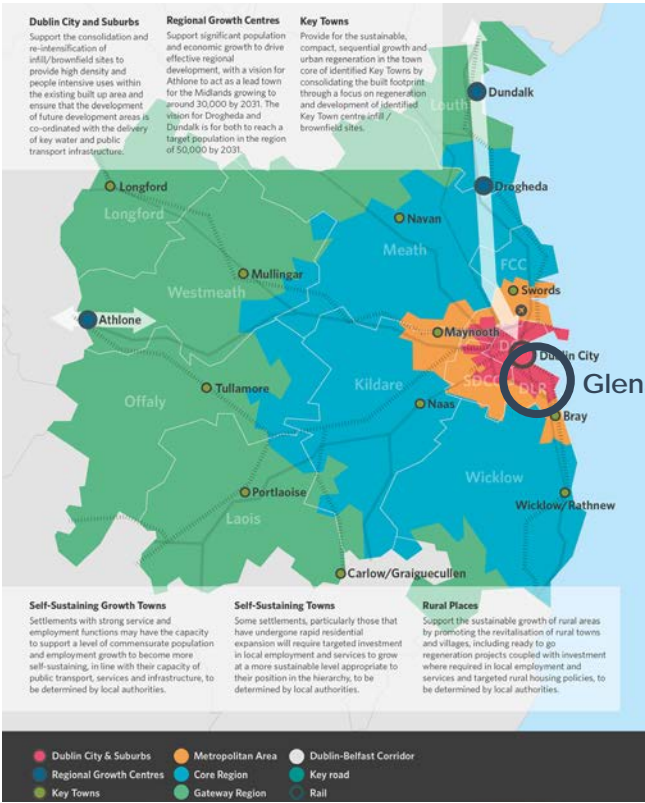 Dublin City and Suburbs
Support the consolidation and
re-intensification of
infill/brownfield sites to
provide high density and
people intensive uses within
the existing built up area and
ensure that the development
of future development areas is
co-ordinated with the delivery
of key water and public
transport infrastructure.
Regional Growth Centres
Support significant population
and economic growth to drive
effective regional
development, with a vision for
Athlone to act as a lead town
for the Midlands growing to
around 30,000 by 2031. The
vision for Drogheda and
Dundalk is for both to reach a
target population in the region
of 50,000 by 2031.
Key Towns
Provide for the sustainable,
compact, sequential growth and
urban regeneration in the town
core of identified Key Towns by
consolidating the built footprint
through a focus on regeneration
and development of identified
Key Town centre infill /
brownfield sites.
Louth
Dundalk
Longford
Longford
Drogheda
Navan
Meath
FCC
Mullingar
Westmeath
Swords
Athlone
Maynooth
Dublin City
Kildare
SDCC
DLR
Glen
Tullamore
Offaly
Naas
Bray
Wicklow
Portlaoise
Laois
Wicklow/Rathnew
Carlow/Graiguecullen
Self-Sustaining Growth Towns
Settlements with strong service and
employment functions may have the capacity
to support a level of commensurate population
and employment growth to become more
self-sustaining, in line with their capacity of
public transport, services and infrastructure, to
be determined by local authorities.
Self-Sustaining Towns
Some settlements, particularly those that
have undergone rapid residential
expansion will require targeted investment
in local employment and services to grow
at a more sustainable level appropriate to
their position in the hierarchy, to be
determined by local authorities.
Rural Places
Support the sustainable growth of rural areas
by promoting the revitalisation of rural towns
and villages, including ready to go
regeneration projects coupled with investment
where required in local employment and
services and targeted rural housing policies, to
be determined by local authorities.
Dublin City & Suburbs
Metropolitan Area
Dublin-Belfast Corridor
Regional Growth Centres
Core Region
Key road
Key Towns
Gateway Region
Rail